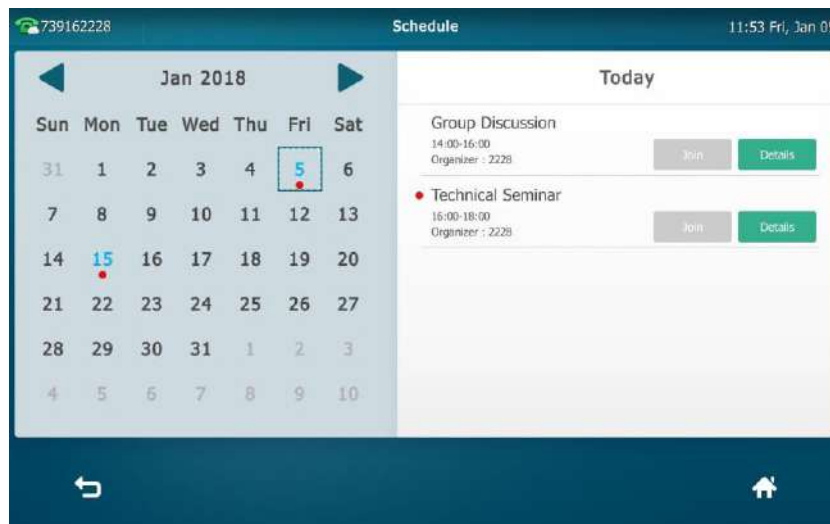 739162228
Schedule
11:53 Fri, Jan 0
Jan 2018
Sun Mon Tue Wed Thu Fri Sat
31 1 2 3 4 5 6
7 8 9 10 11 12 13
14 15 16 17 18 19 20
21 22 23 24 25 26 27
28 29 30 31 1 2 3
4 5 6 7 8 9 10
Today
Group Discussion
14:00-16:00
Organizer : 2228
Join
Details
Technical Seminar
16:00-18:00
Organizer : 2228
Join
Details